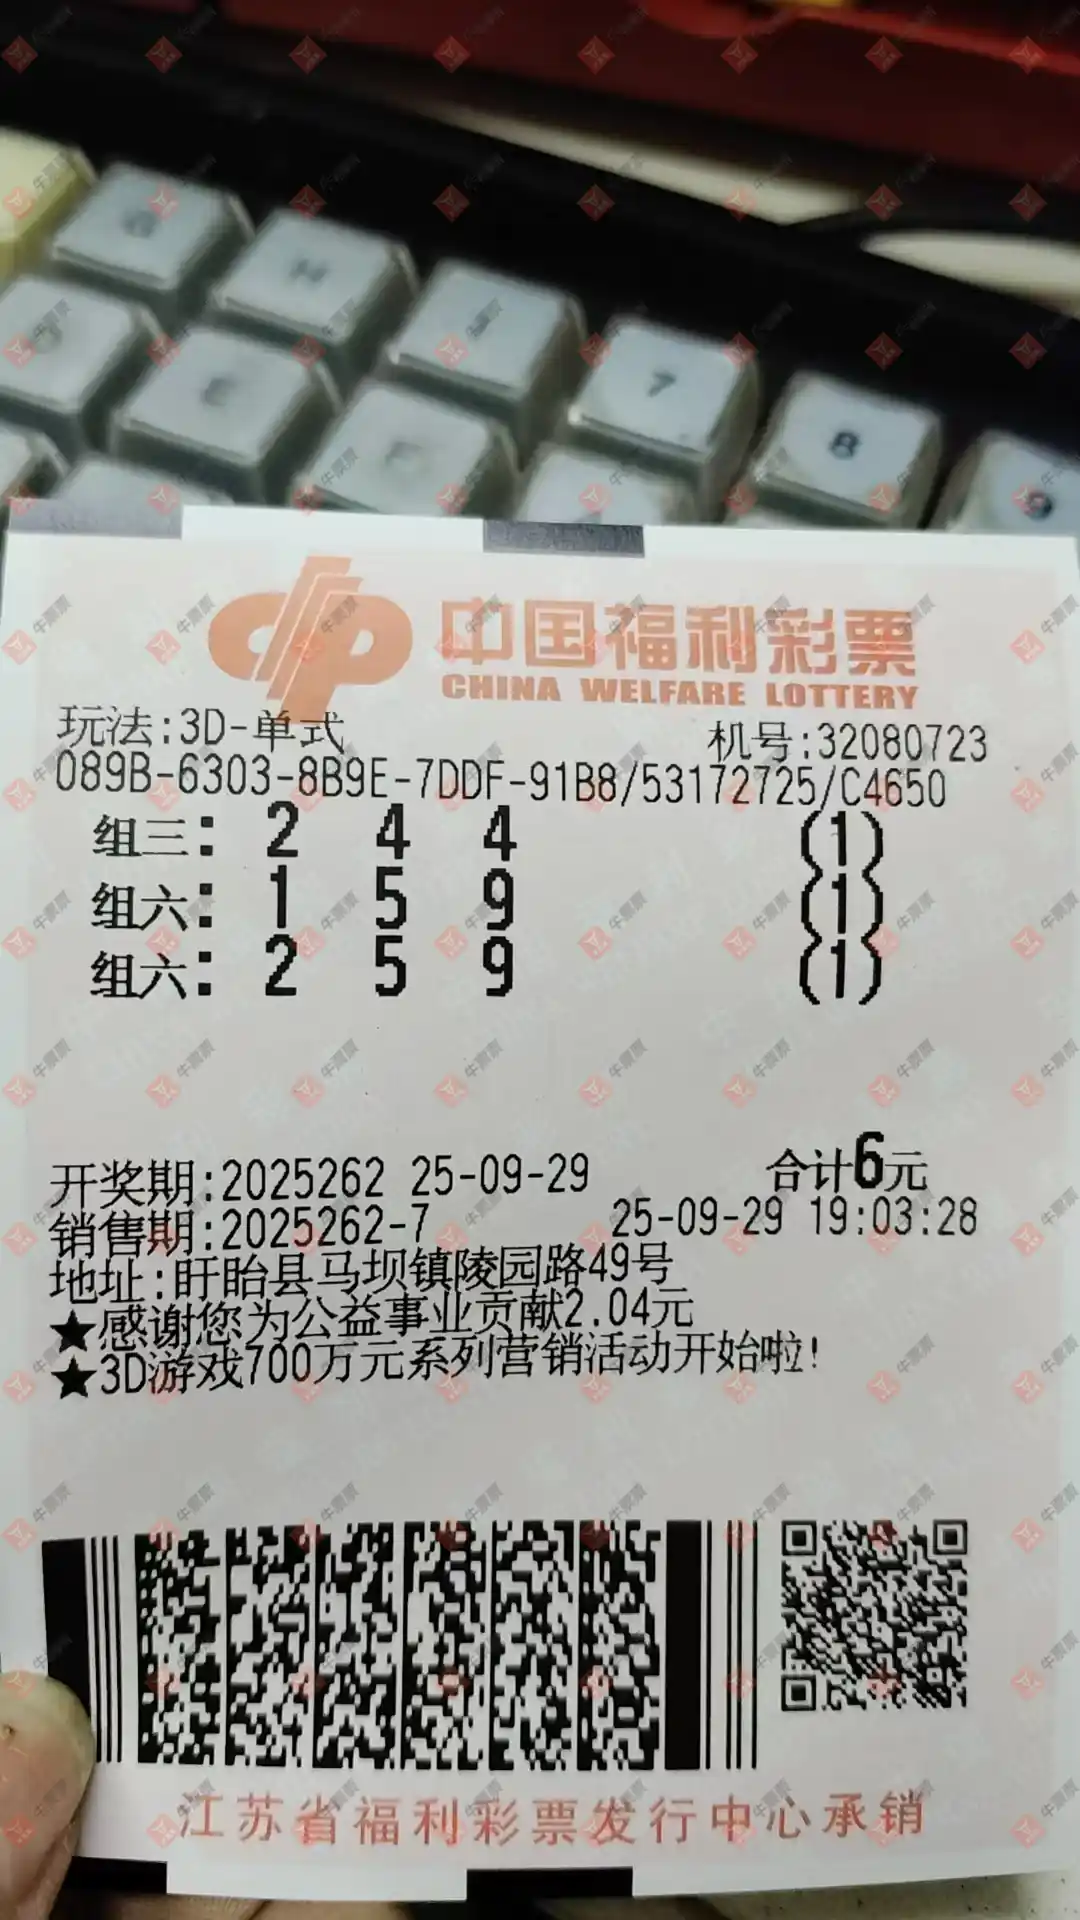 G
H
7
8
9
中国福利彩票
CHINA WELFARE LOTTERY
玩法:3D-单式 机号:32080723
089B-6303-8B9E-7DDF-91B8/53172725/C4650
组三: 2 4 4 (1)
组六: 1 5 9 (1)
组六: 2 5 9 (1)
开奖期:2025262 25-09-29 合计6元
销售期:2025262-7 25-09-29 19:03:28
地址:盱眙县马坝镇陵园路49号
★感谢您为公益事业贡献2.04元
★3D游戏700万元系列营销活动开始啦!
江苏省福利彩票发行中心承销
牛票票